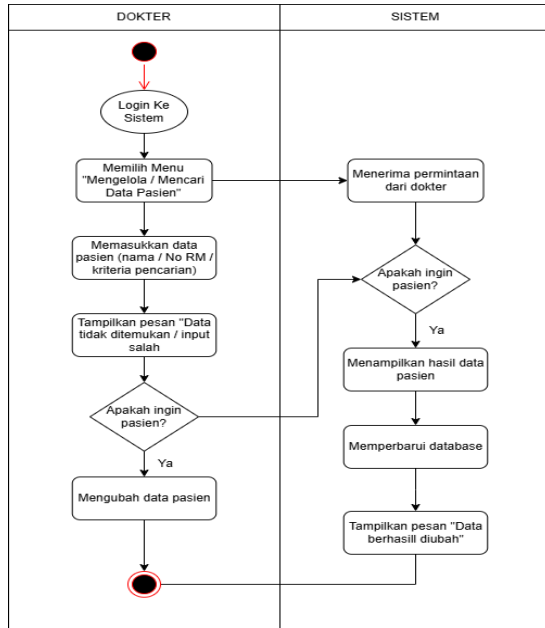 DOKTER
SISTEM
Login Ke
Sistem
Memilih Menu
"Mengelola / Mencari
Data Pasien"
Menerima permintaan
dari dokter
Memasukkan data
pasien (nama / No RM /
kriteria pencarian)
Apakah ingin
pasien?
Tampilkan pesan "Data
tidak ditemukan / input
salah
Ya
Menampilkan hasil data
pasien
Apakah ingin
pasien?
Memperbarui database
Ya
Mengubah data pasien
Tampilkan pesan "Data
berhasill diubah"